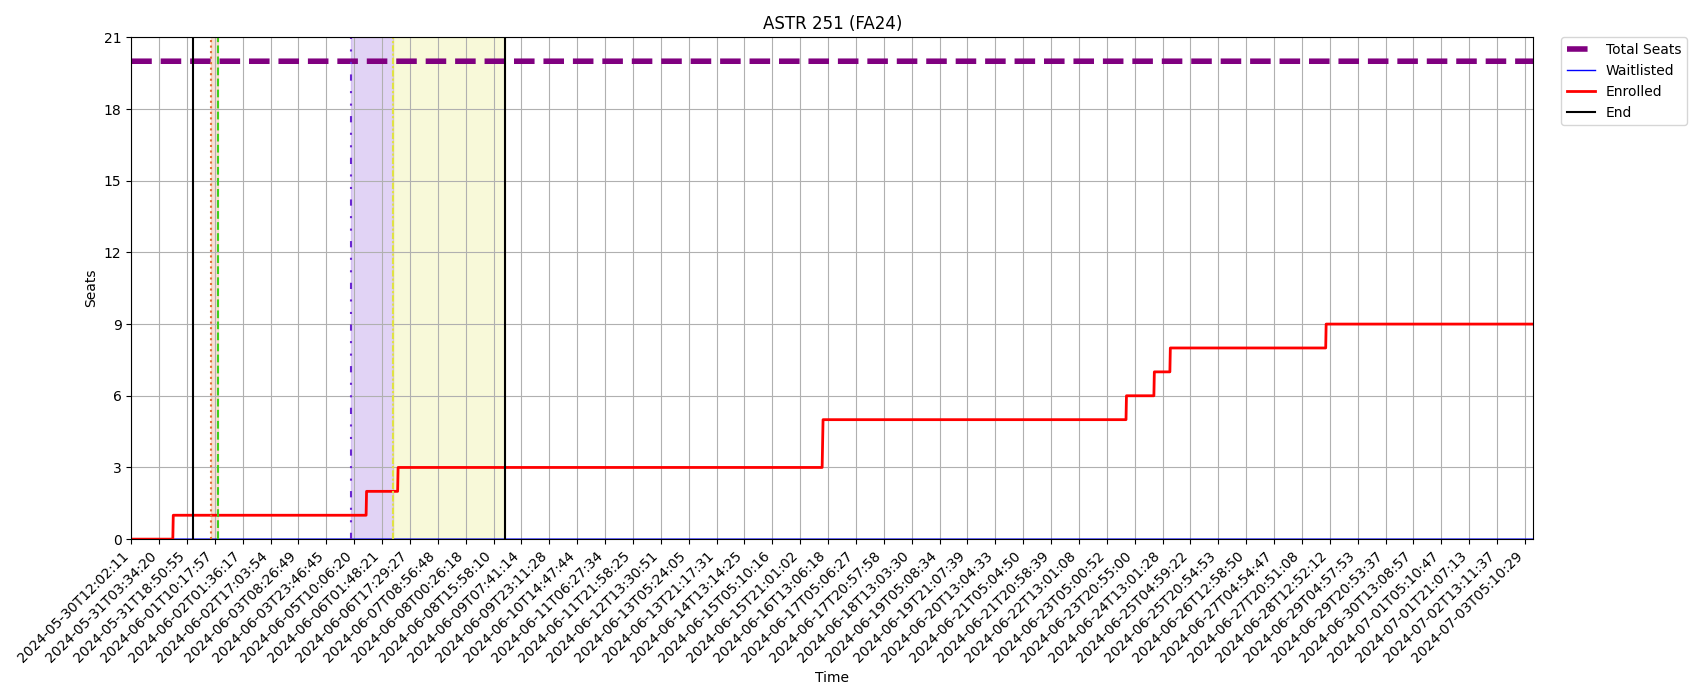 ASTR 251 (FA24)
Total Seats
Waitlisted
Enrolled
End
Seats
21
18
15
12
9
6
3
0
2024-05-30T12:02:11
2024-05-31T03:34:20
2024-05-31T18:50:55
2024-06-01T10:17:57
2024-06-02T01:36:17
2024-06-02T17:03:54
2024-06-03T08:26:49
2024-06-03T23:46:45
2024-06-05T10:06:20
2024-06-06T01:48:21
2024-06-06T17:29:27
2024-06-07T08:56:48
2024-06-08T00:26:18
2024-06-08T15:58:10
2024-06-09T07:41:14
2024-06-09T23:11:28
2024-06-10T14:47:44
2024-06-11T06:27:34
2024-06-11T21:58:25
2024-06-12T13:30:51
2024-06-13T05:24:05
2024-06-13T21:17:31
2024-06-14T13:14:25
2024-06-15T05:10:16
2024-06-15T21:01:02
2024-06-16T13:06:18
2024-06-17T05:06:27
2024-06-17T20:57:58
2024-06-18T13:03:30
2024-06-19T05:08:34
2024-06-19T21:07:39
2024-06-20T13:04:33
2024-06-21T05:04:50
2024-06-21T20:58:39
2024-06-22T13:01:08
2024-06-23T05:00:52
2024-06-23T20:55:00
2024-06-24T13:01:28
2024-06-25T04:59:22
2024-06-25T20:54:53
2024-06-26T12:58:50
2024-06-27T04:54:47
2024-06-27T20:51:08
2024-06-28T12:52:12
2024-06-29T04:57:53
2024-06-29T20:53:37
2024-06-30T13:08:57
2024-07-01T05:10:47
2024-07-01T21:07:13
2024-07-02T13:11:37
2024-07-03T05:10:29
Time